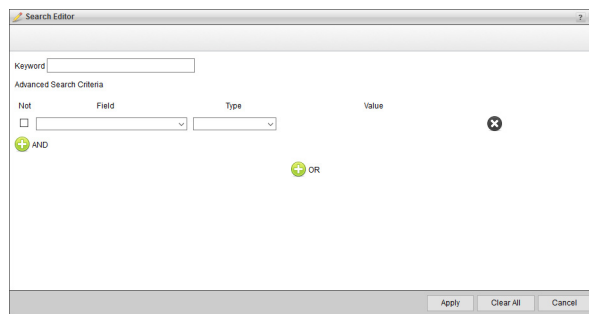 Search Editor ?
Keyword
Advanced Search Criteria
Not Field Type Value
AND
OR
Apply Clear All Cancel